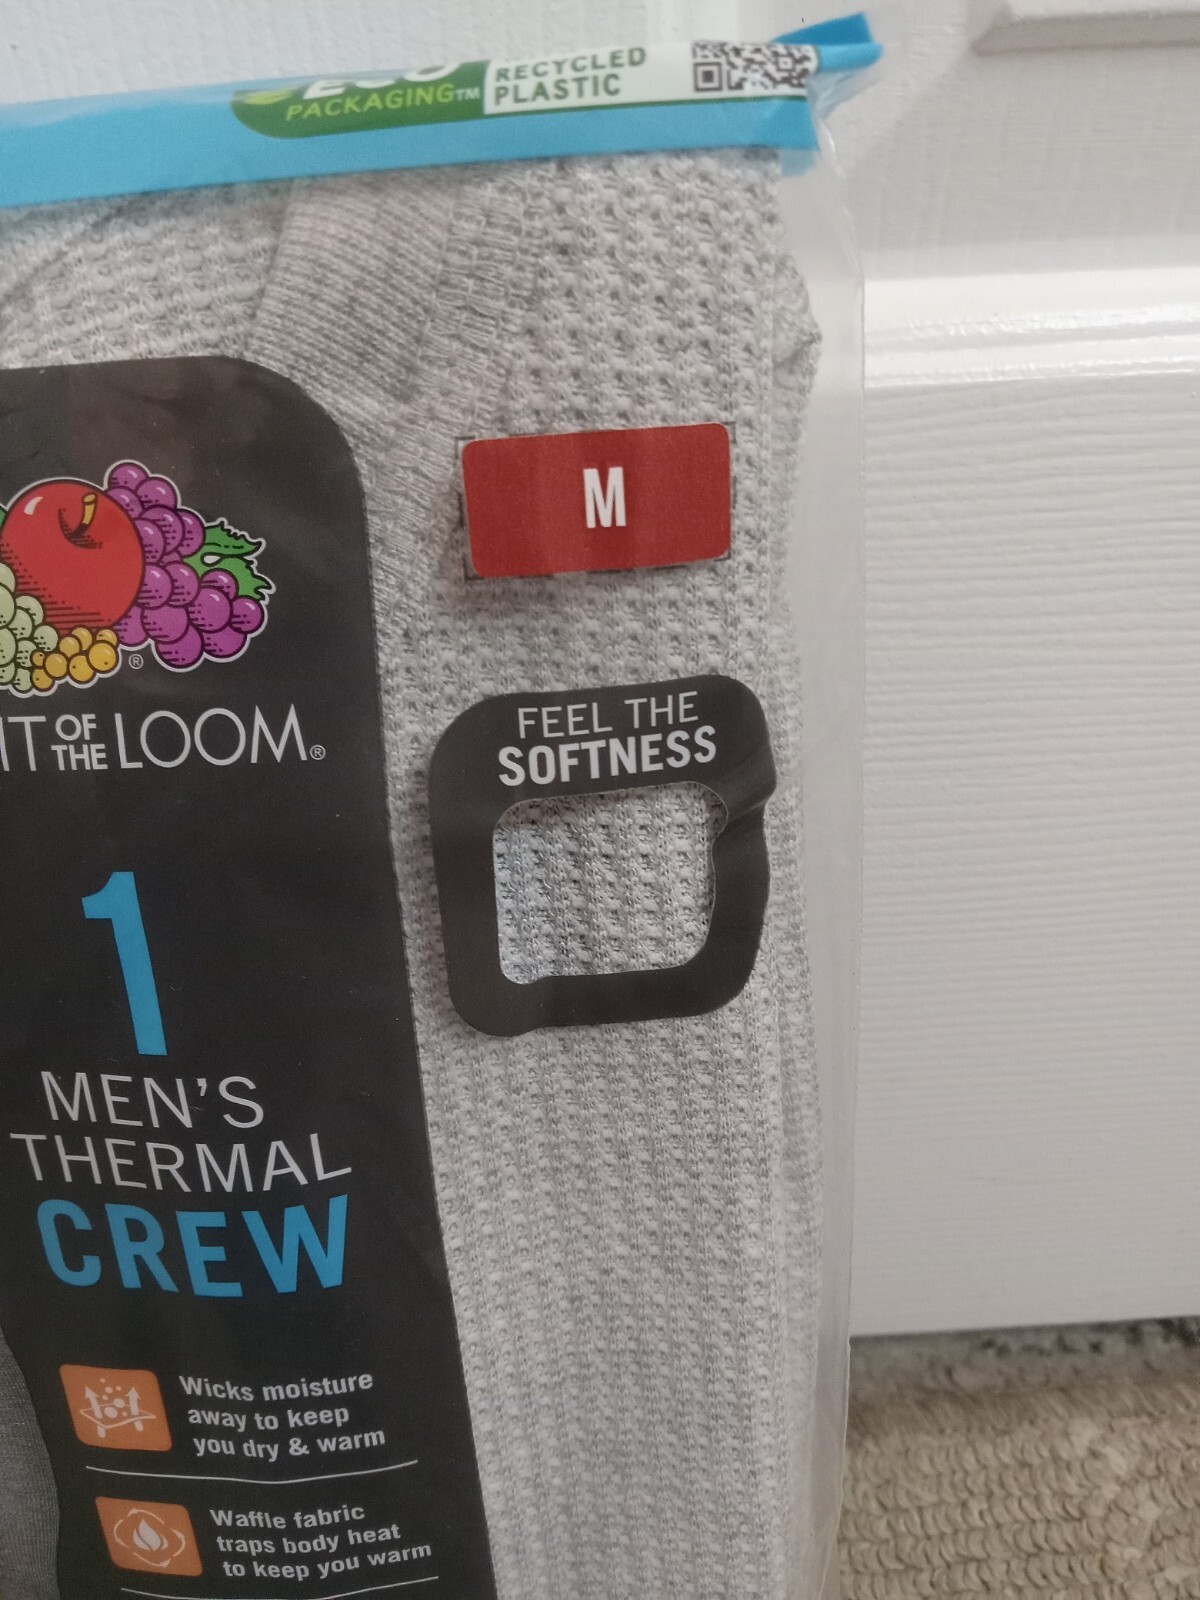 PACKAGING™
RECYCLED
PLASTIC
M
OF
THE
LOOM®
FEEL THE
SOFTNESS
1
MEN'S
THERMAL
CREW
Wicks moisture
away to keep
you dry & warm
Waffle fabric
traps body heat
to keep you warm